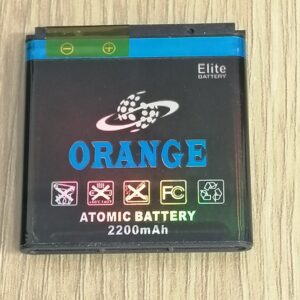 Elite
BATTERY
ORANGE
FC
ATOMIC BATTERY
2200mAh